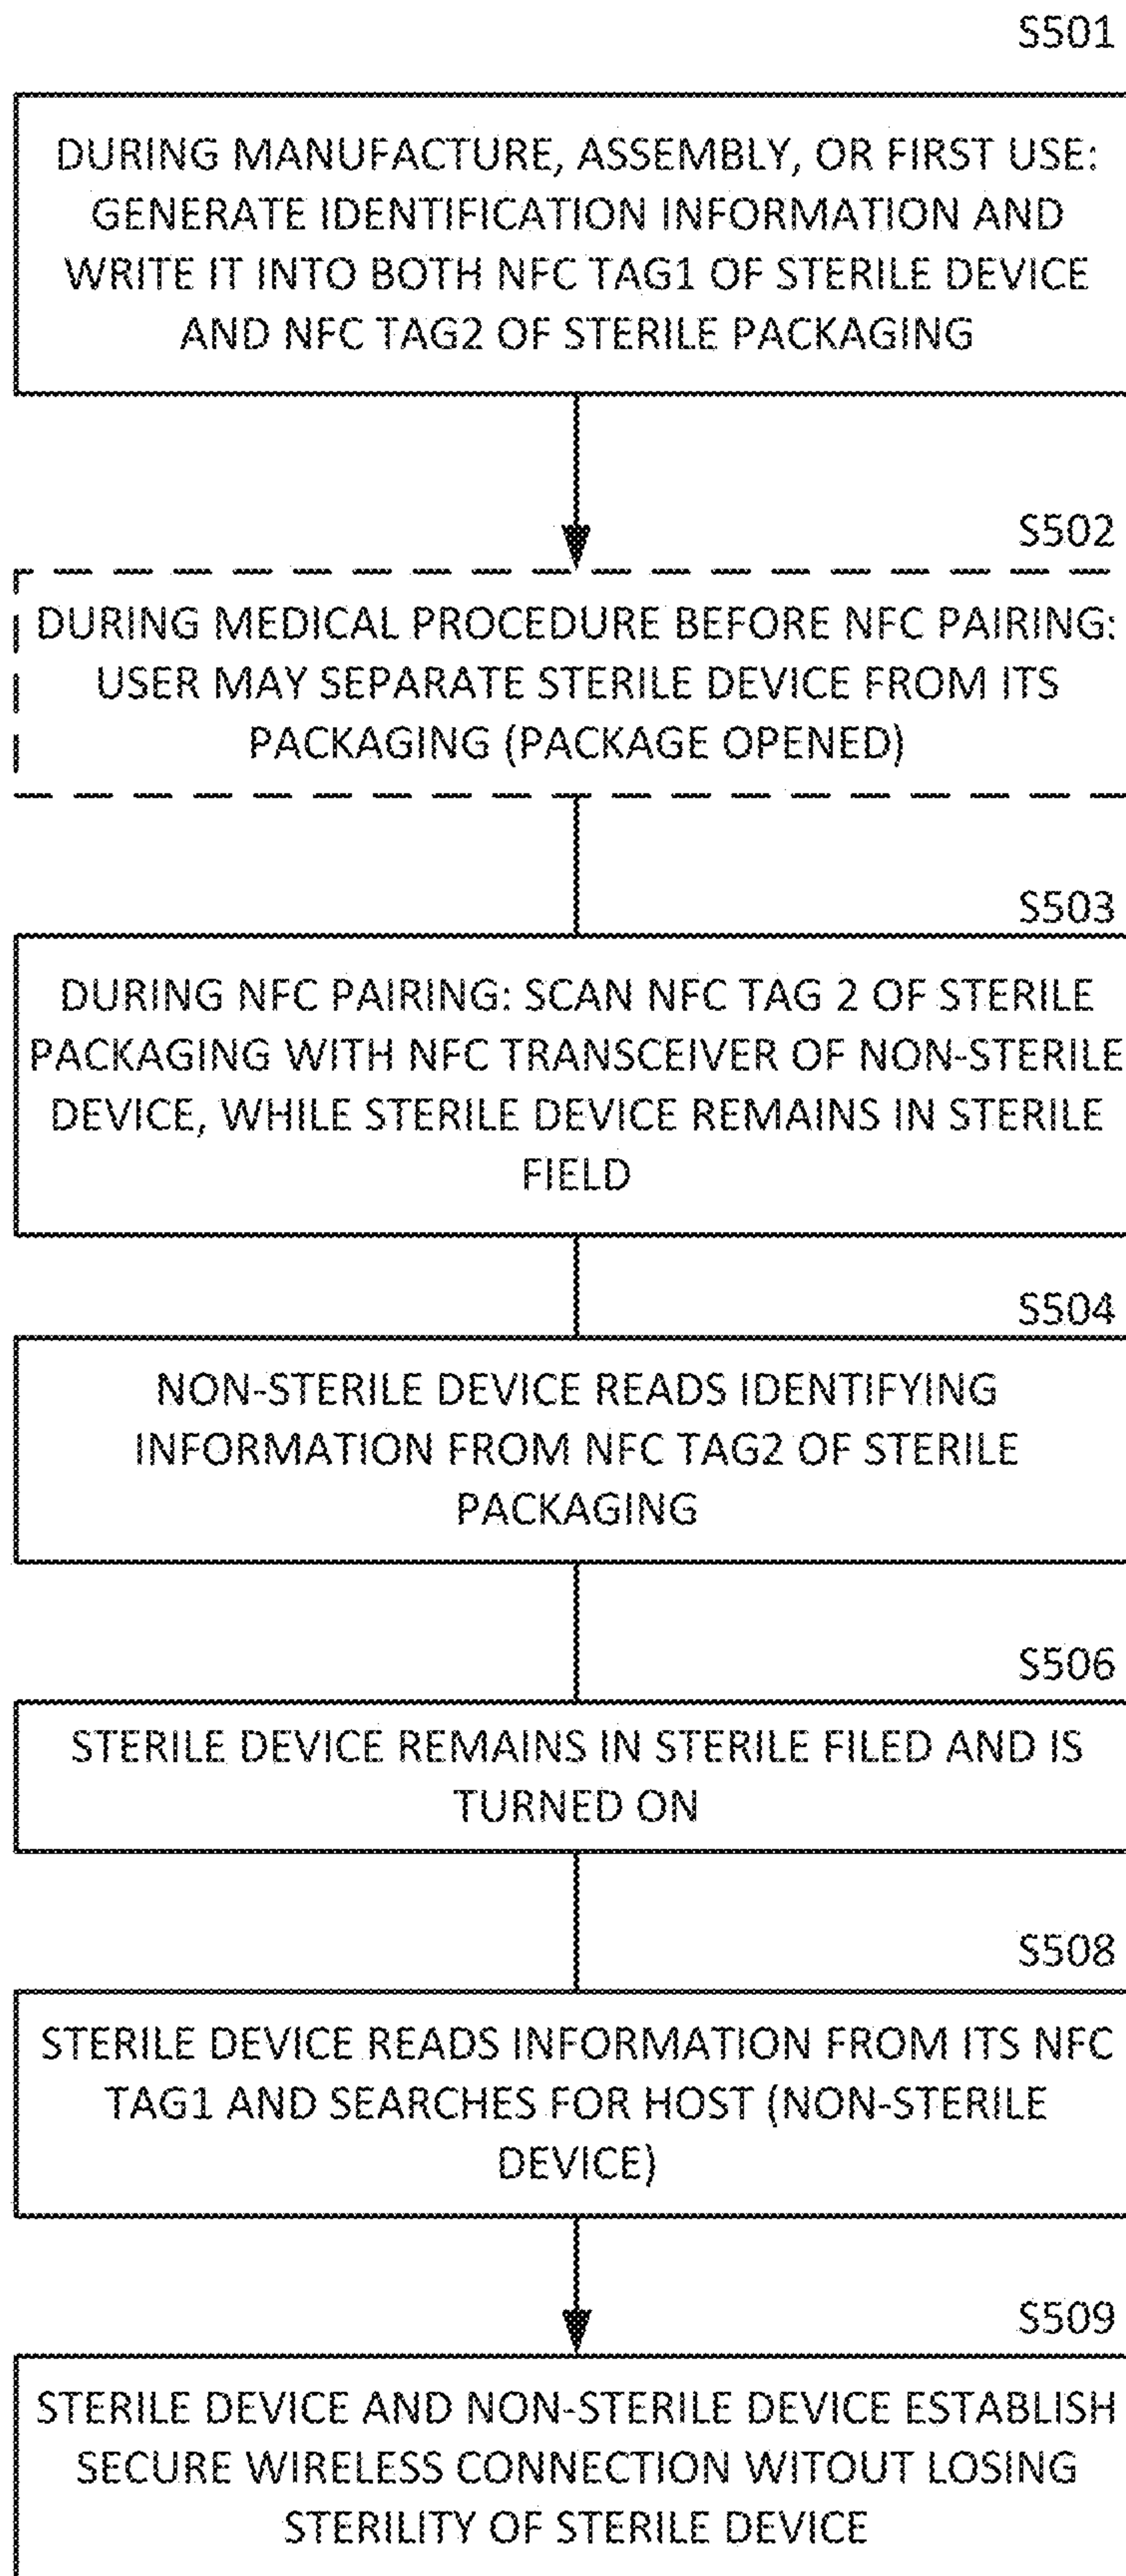 S501
DURING MANUFACTURE, ASSEMBLY, OR FIRST USE:
GENERATE IDENTIFICATION INFORMATION AND
WRITE IT INTO BOTH NFC TAG1 OF STERILE DEVICE
AND NFC TAG2 OF STERILE PACKAGING
S502
DURING MEDICAL PROCEDURE BEFORE NFC PAIRING:
USER MAY SEPARATE STERILE DEVICE FROM ITS
PACKAGING (PACKAGE OPENED)
S503
DURING NFC PAIRING: SCAN NFC TAG 2 OF STERILE
PACKAGING WITH NFC TRANSCEIVER OF NON-STERILE
DEVICE, WHILE STERILE DEVICE REMAINS IN STERILE
FIELD
S504
NON-STERILE DEVICE READS IDENTIFYING
INFORMATION FROM NFC TAG2 OF STERILE
PACKAGING
S506
STERILE DEVICE REMAINS IN STERILE FILED AND IS
TURNED ON
S508
STERILE DEVICE READS INFORMATION FROM ITS NFC
TAG1 AND SEARCHES FOR HOST (NON-STERILE
DEVICE)
S509
STERILE DEVICE AND NON-STERILE DEVICE ESTABLISH
SECURE WIRELESS CONNECTION WITOUT LOSING
STERILITY OF STERILE DEVICE